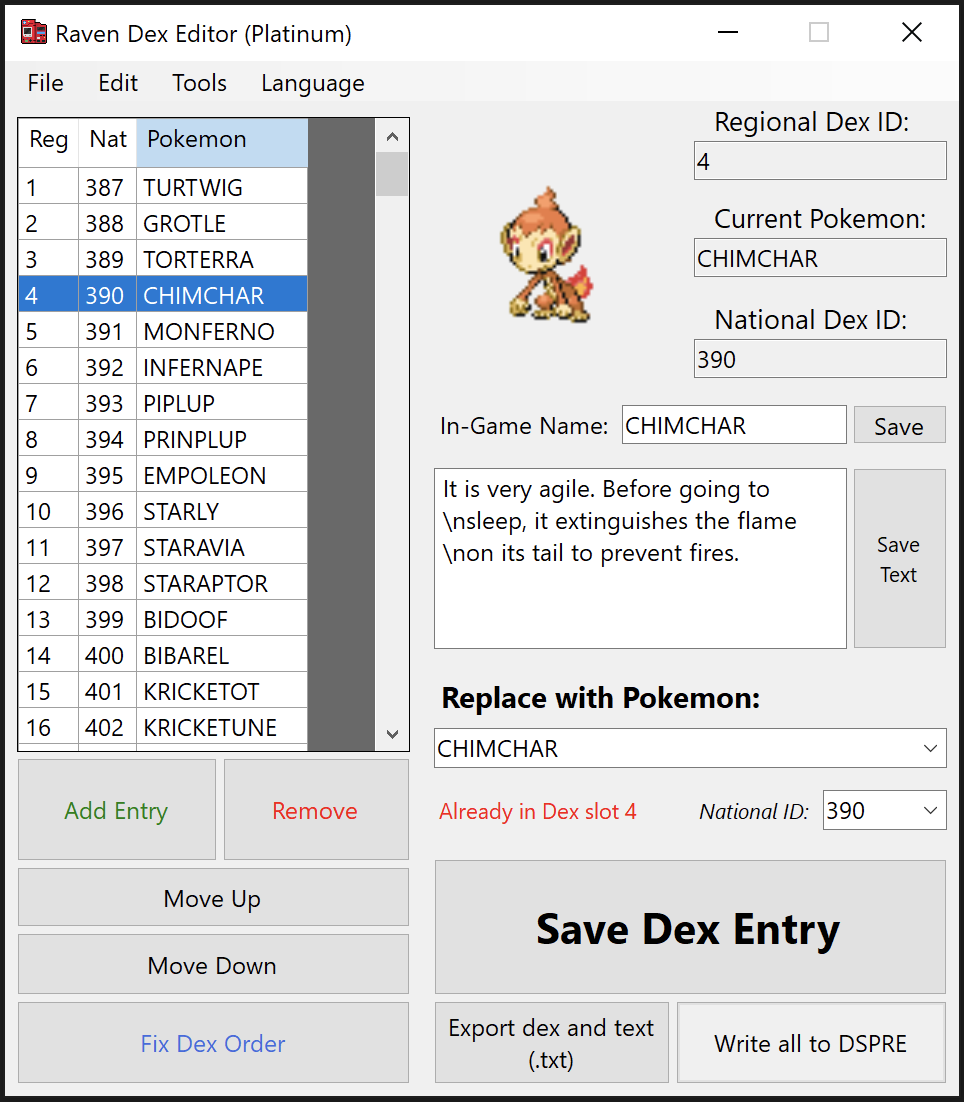 Raven Dex Editor (Platinum)
File Edit Tools Language
Reg Nat Pokemon
1 387 TURTWIG
2 388 GROTLE
3 389 TORTERRA
4 390 CHIMCHAR
5 391 MONFERNO
6 392 INFERNAPE
7 393 PIPLUP
8 394 PRINPLUP
9 395 EMPOLEON
10 396 STARLY
11 397 STARAVIA
12 398 STARAPTOR
13 399 BIDOOF
14 400 BIBAREL
15 401 KRICKETOT
16 402 KRICKETUNE
Add Entry
Remove
Move Up
Move Down
Fix Dex Order
Regional Dex ID:
4
Current Pokemon:
CHIMCHAR
National Dex ID:
390
In-Game Name: CHIMCHAR Save
It is very agile. Before going to
\nsleep, it extinguishes the flame
\non its tail to prevent fires.
Save
Text
Replace with Pokemon:
CHIMCHAR
Already in Dex slot 4 National ID: 390
Save Dex Entry
Export dex and text
(.txt)
Write all to DSPRE